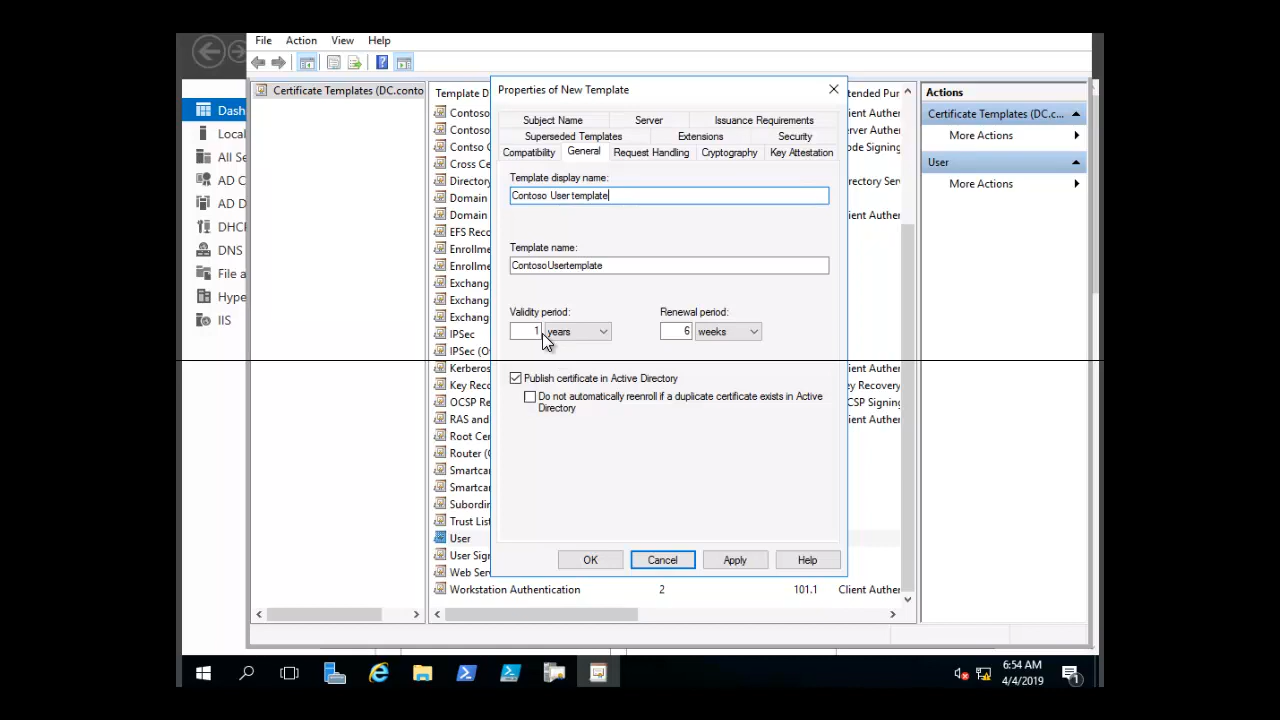 File Action View Help
Certificate Templates (DC.conto
Template D
ended Pur
Actions
Certificate Templates (DC.c...
More Actions
User
More Actions
Dash
Local
All Se
AD C
AD D
DHCP
DNS
File a
Hype
IIS
Contoso
Contoso
Contso C
Cross Ce
Directory
Domain
Domain
EFS Reco
Enrollme
Enrollme
Exchang
Exchang
IPSec
IPSec (O
Kerberos
Key Reco
OCSP Re
RAS and
Root Cer
Router (O
Smartcar
Smartcar
Subordin
Trust List
User
User Sign
Web Ser
Workstation Authentication 2 101.1 Client Auther
ient Auther
erver Auther
ode Signing
rectory Serv
ient Auther
ient Auther
ey Recovery
CSP Signing
ient Auther
Properties of New Template
Subject Name Server Issuance Requirements
Superseded Templates Extensions Security
Compatibility General Request Handling Cryptography Key Attestation
Template display name:
Contoso User template
Template name:
ContosoUsertemplate
Validity period: Renewal period:
1 years 6 weeks
Publish certificate in Active Directory
Do not automatically reenroll if a duplicate certificate exists in Active
Directory
OK Cancel Apply Help
6:54 AM
4/4/2019
1